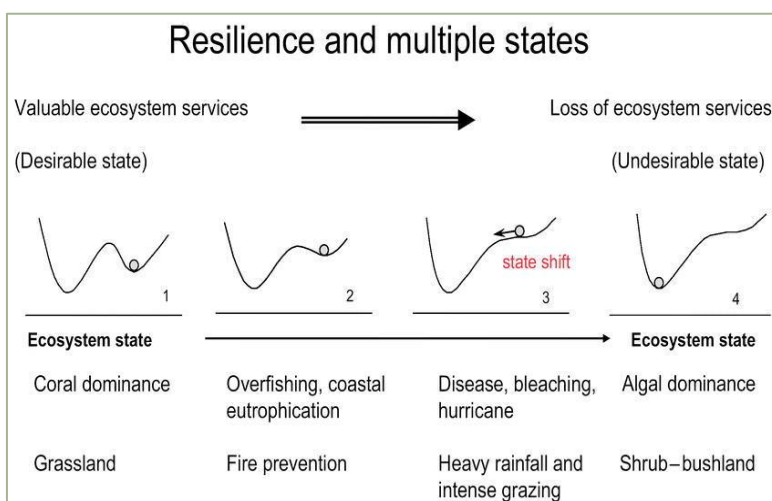 Resilience and multiple states
Valuable ecosystem services
Loss of ecosystem services
(Desirable state)
(Undesirable state)
state shift
1
2
3
4
Ecosystem state
Ecosystem state
Coral dominance
Overfishing, coastal
eutrophication
Disease, bleaching,
hurricane
Algal dominance
Grassland
Fire prevention
Heavy rainfall and
intense grazing
Shrub–bushland